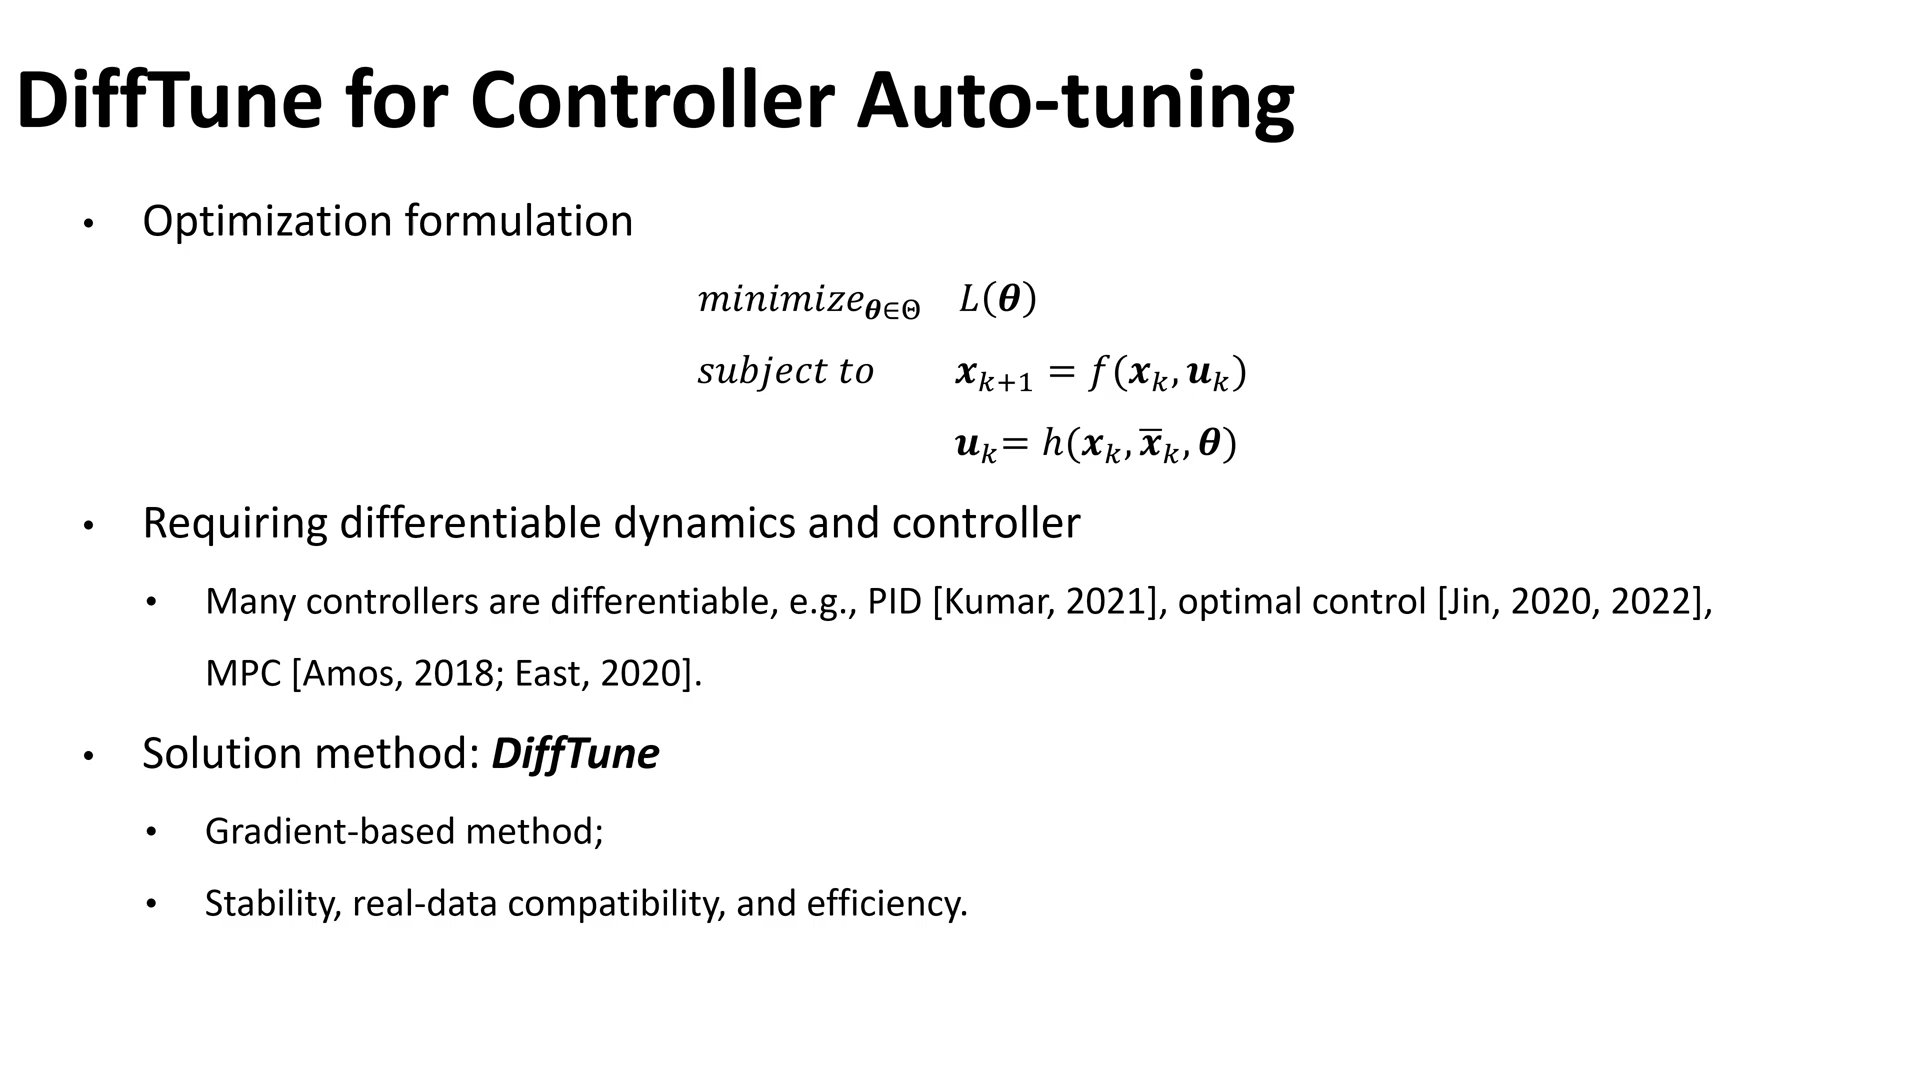 DiffTune for Controller Auto-tuning
• Optimization formulation
minimize_{θ∈Θ} L(θ)
subject to x_{k+1} = f(x_k, u_k)
u_k = h(x_k, x̅_k, θ)
• Requiring differentiable dynamics and controller
• Many controllers are differentiable, e.g., PID [Kumar, 2021], optimal control [Jin, 2020, 2022],
MPC [Amos, 2018; East, 2020].
• Solution method: DiffTune
• Gradient-based method;
• Stability, real-data compatibility, and efficiency.